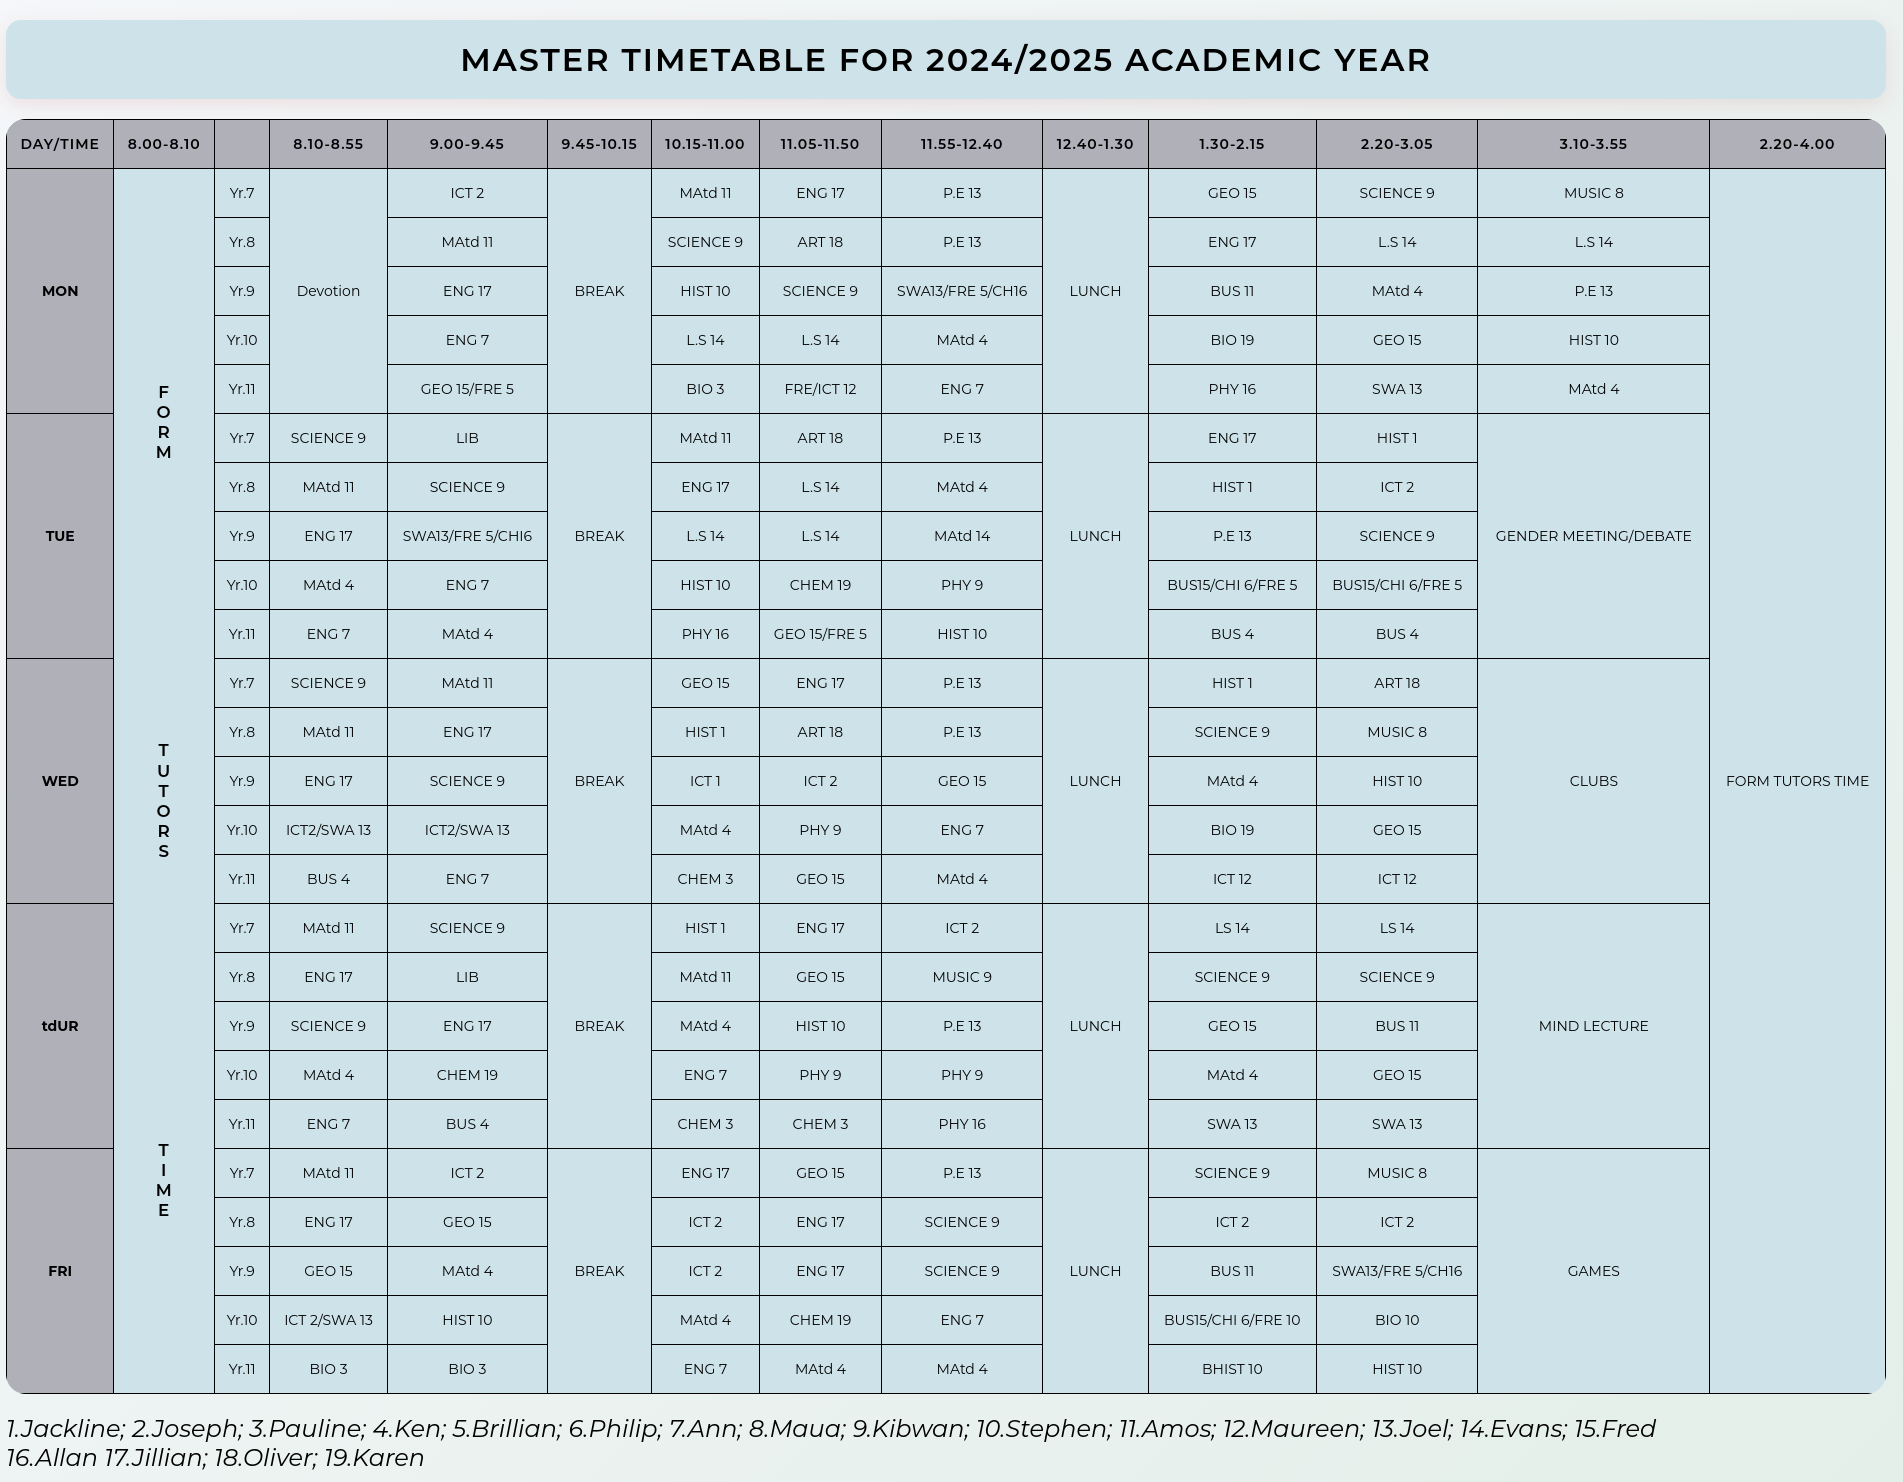 MASTER TIMETABLE FOR 2024/2025 ACADEMIC YEAR
DAY/TIME 8.00-8.10 8.10-8.55 9.00-9.45 9.45-10.15 10.15-11.00 11.05-11.50 11.55-12.40 12.40-1.30 1.30-2.15 2.20-3.05 3.10-3.55 2.20-4.00
Yr.7 ICT 2 MAtd 11 ENG 17 P.E 13 GEO 15 SCIENCE 9 MUSIC 8
Yr.8 MAtd 11 SCIENCE 9 ART 18 P.E 13 ENG 17 L.S 14 L.S 14
MON Yr.9 Devotion ENG 17 BREAK HIST 10 SCIENCE 9 SWA13/FRE 5/CH16 LUNCH BUS 11 MAtd 4 P.E 13
Yr.10 ENG 7 L.S 14 L.S 14 MAtd 4 BIO 19 GEO 15 HIST 10
Yr.11 GEO 15/FRE 5 BIO 3 FRE/ICT 12 ENG 7 PHY 16 SWA 13 MAtd 4
F
O
R
M
Yr.7 SCIENCE 9 LIB MAtd 11 ART 18 P.E 13 ENG 17 HIST 1
Yr.8 MAtd 11 SCIENCE 9 ENG 17 L.S 14 MAtd 4 HIST 1 ICT 2
TUE Yr.9 ENG 17 SWA13/FRE 5/CHI6 BREAK L.S 14 L.S 14 MAtd 14 LUNCH P.E 13 SCIENCE 9 GENDER MEETING/DEBATE
Yr.10 MAtd 4 ENG 7 HIST 10 CHEM 19 PHY 9 BUS15/CHI 6/FRE 5 BUS15/CHI 6/FRE 5
Yr.11 ENG 7 MAtd 4 PHY 16 GEO 15/FRE 5 HIST 10 BUS 4 BUS 4
Yr.7 SCIENCE 9 MAtd 11 GEO 15 ENG 17 P.E 13 HIST 1 ART 18
Yr.8 MAtd 11 ENG 17 HIST 1 ART 18 P.E 13 SCIENCE 9 MUSIC 8
WED Yr.9 ENG 17 SCIENCE 9 BREAK ICT 1 ICT 2 GEO 15 LUNCH MAtd 4 HIST 10 CLUBS FORM TUTORS TIME
Yr.10 ICT2/SWA 13 ICT2/SWA 13 MAtd 4 PHY 9 ENG 7 BIO 19 GEO 15
Yr.11 BUS 4 ENG 7 CHEM 3 GEO 15 MAtd 4 ICT 12 ICT 12
T
U
T
O
R
S
Yr.7 MAtd 11 SCIENCE 9 HIST 1 ENG 17 ICT 2 LS 14 LS 14
Yr.8 ENG 17 LIB MAtd 11 GEO 15 MUSIC 9 SCIENCE 9 SCIENCE 9
tdUR Yr.9 SCIENCE 9 ENG 17 BREAK MAtd 4 HIST 10 P.E 13 LUNCH GEO 15 BUS 11 MIND LECTURE
Yr.10 MAtd 4 CHEM 19 ENG 7 PHY 9 PHY 9 MAtd 4 GEO 15
Yr.11 ENG 7 BUS 4 CHEM 3 CHEM 3 PHY 16 SWA 13 SWA 13
T
I
M
E
Yr.7 MAtd 11 ICT 2 ENG 17 GEO 15 P.E 13 SCIENCE 9 MUSIC 8
Yr.8 ENG 17 GEO 15 ICT 2 ENG 17 SCIENCE 9 ICT 2 ICT 2
FRI Yr.9 GEO 15 MAtd 4 BREAK ICT 2 ENG 17 SCIENCE 9 LUNCH BUS 11 SWA13/FRE 5/CH16 GAMES
Yr.10 ICT 2/SWA 13 HIST 10 MAtd 4 CHEM 19 ENG 7 BUS15/CHI 6/FRE 10 BIO 10
Yr.11 BIO 3 BIO 3 ENG 7 MAtd 4 MAtd 4 BHIST 10 HIST 10
1.Jackline; 2.Joseph; 3.Pauline; 4.Ken; 5.Brillian; 6.Philip; 7.Ann; 8.Maua; 9.Kibwan; 10.Stephen; 11.Amos; 12.Maureen; 13.Joel; 14.Evans; 15.Fred
16.Allan 17.Jillian; 18.Oliver; 19.Karen